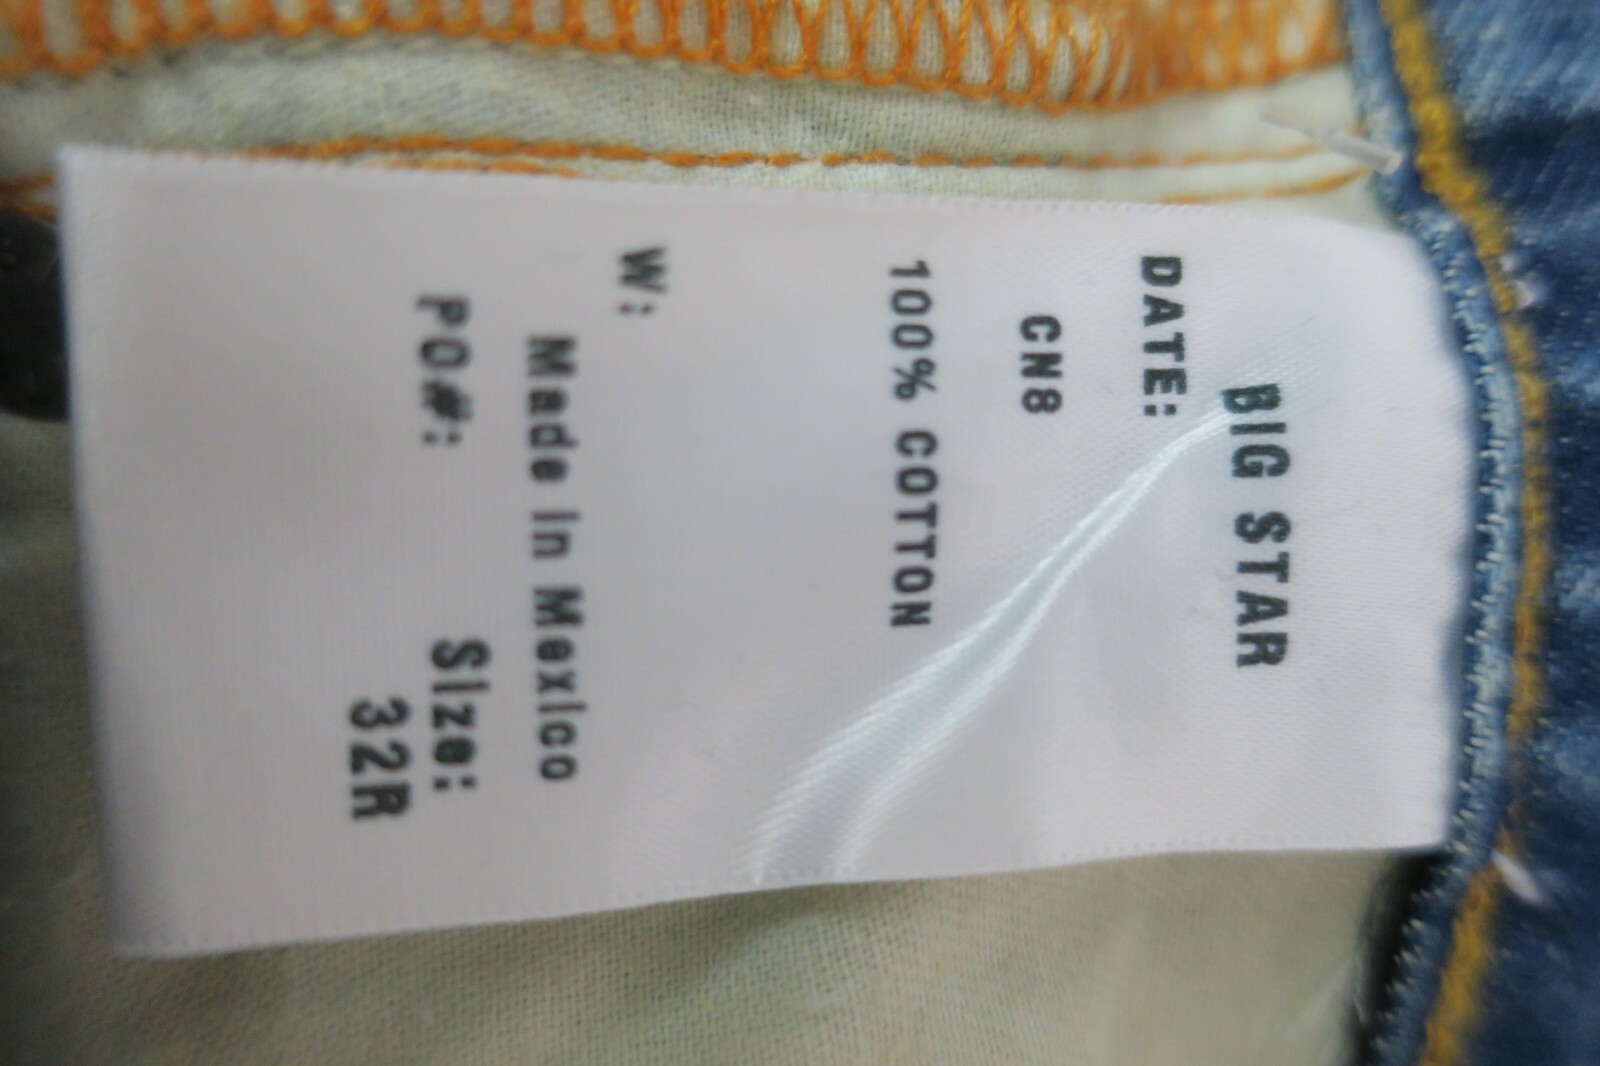 BIG STAR
DATE:
CN8
100% COTTON
W:
Made in Mexico
PO#: Size:
32R